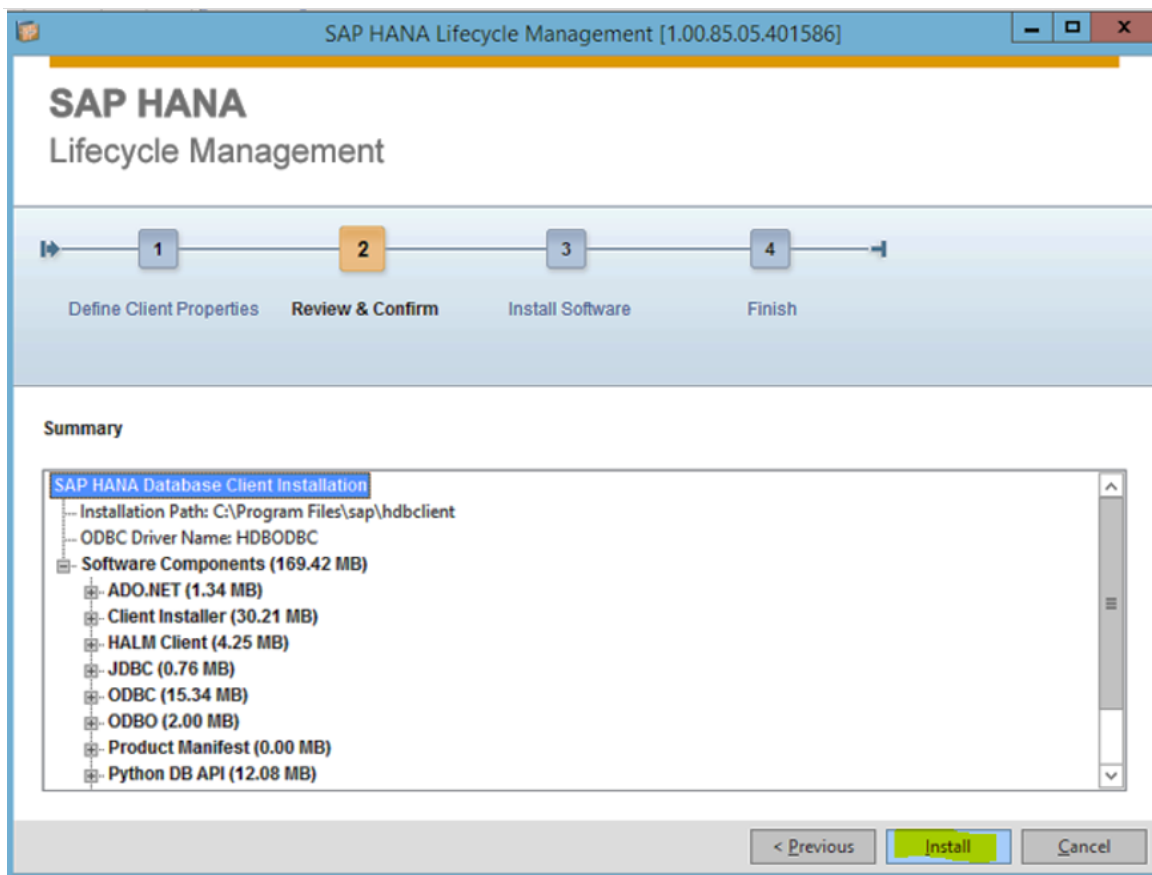 SAP HANA Lifecycle Management [1.00.85.05.401586]
SAP HANA
Lifecycle Management
1
2
3
4
Define Client Properties
Review & Confirm
Install Software
Finish
Summary
SAP HANA Database Client Installation
Installation Path: C:\Program Files\sap\hdbclient
ODBC Driver Name: HDBODBC
Software Components (169.42 MB)
ADO.NET (1.34 MB)
Client Installer (30.21 MB)
HALM Client (4.25 MB)
JDBC (0.76 MB)
ODBC (15.34 MB)
ODBO (2.00 MB)
Product Manifest (0.00 MB)
Python DB API (12.08 MB)
< Previous
Install
Cancel